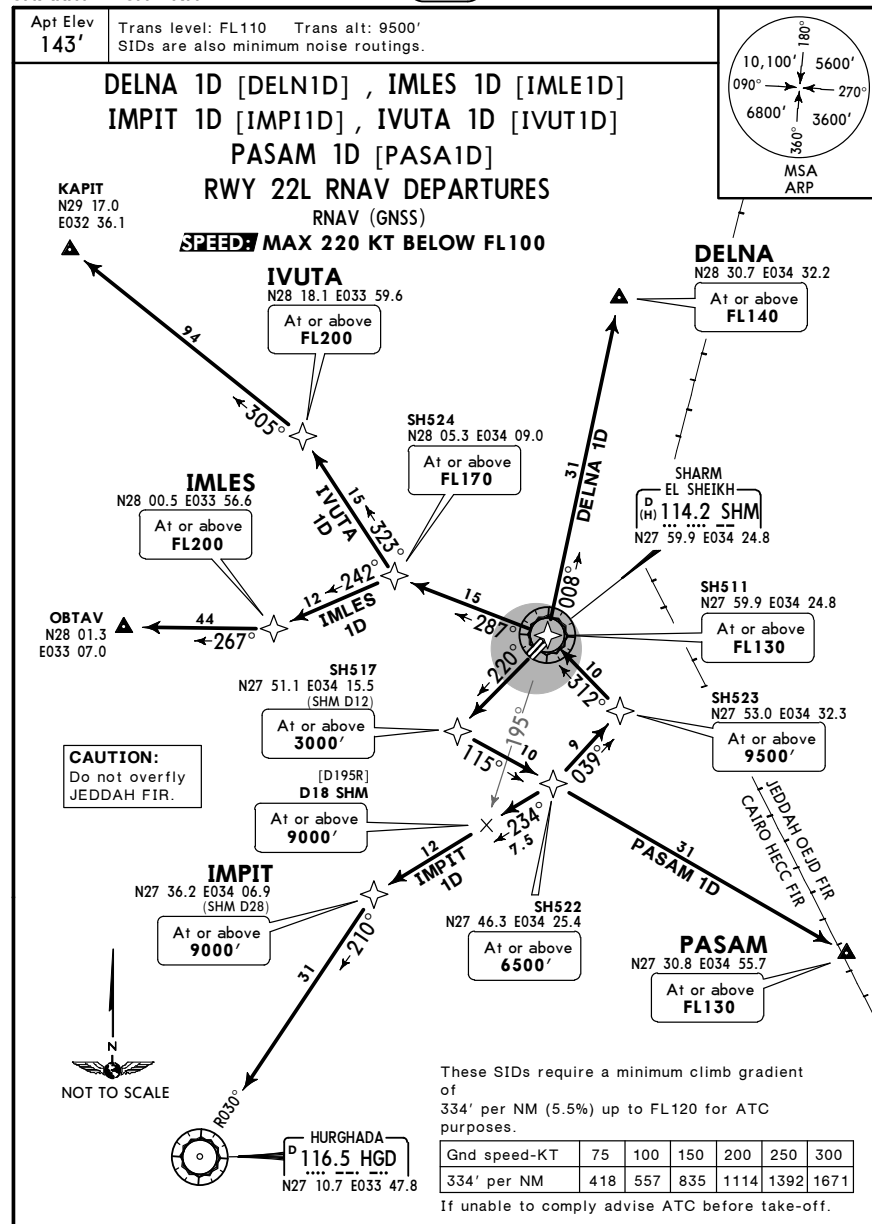 Apt Elev
143'
Trans level: FL110 Trans alt: 9500'
SIDs are also minimum noise routings.
180°
10,100' 5600'
090° 270°
6800' 3600'
360°
MSA
ARP
DELNA 1D [DELN1D] , IMLES 1D [IMLE1D]
IMPIT 1D [IMPI1D] , IVUTA 1D [IVUT1D]
PASAM 1D [PASA1D]
RWY 22L RNAV DEPARTURES
RNAV (GNSS)
SPEED: MAX 220 KT BELOW FL100
KAPIT
N29 17.0
E032 36.1
94
305°
IVUTA
N28 18.1 E033 59.6
At or above
FL200
DELNA
N28 30.7 E034 32.2
At or above
FL140
31
DELNA 1D
008°
SH524
N28 05.3 E034 09.0
At or above
FL170
15
323°
IVUTA
1D
IMLES
N28 00.5 E033 56.6
At or above
FL200
12
242°
IMLES
1D
15
287°
SHARM
EL SHEIKH
D
(H) 114.2 SHM
N27 59.9 E034 24.8
OBTAV
N28 01.3
E033 07.0
44
267°
SH511
N27 59.9 E034 24.8
At or above
FL130
220°
10
312°
SH517
N27 51.1 E034 15.5
(SHM D12)
At or above
3000'
SH523
N27 53.0 E034 32.3
At or above
9500'
195°
10
115°
9
039°
CAUTION:
Do not overfly
JEDDAH FIR.
[D195R]
D18 SHM
At or above
9000'
234°
7.5
12
IMPIT
1D
31
PASAM 1D
JEDDAH OEJD FIR
CAIRO HECC FIR
IMPIT
N27 36.2 E034 06.9
(SHM D28)
At or above
9000'
210°
31
SH522
N27 46.3 E034 25.4
At or above
6500'
PASAM
N27 30.8 E034 55.7
At or above
FL130
N
NOT TO SCALE
R030°
HURGHADA
D 116.5 HGD
N27 10.7 E033 47.8
These SIDs require a minimum climb gradient
of
334' per NM (5.5%) up to FL120 for ATC
purposes.
Gnd speed-KT 75 100 150 200 250 300
334' per NM 418 557 835 1114 1392 1671
If unable to comply advise ATC before take-off.